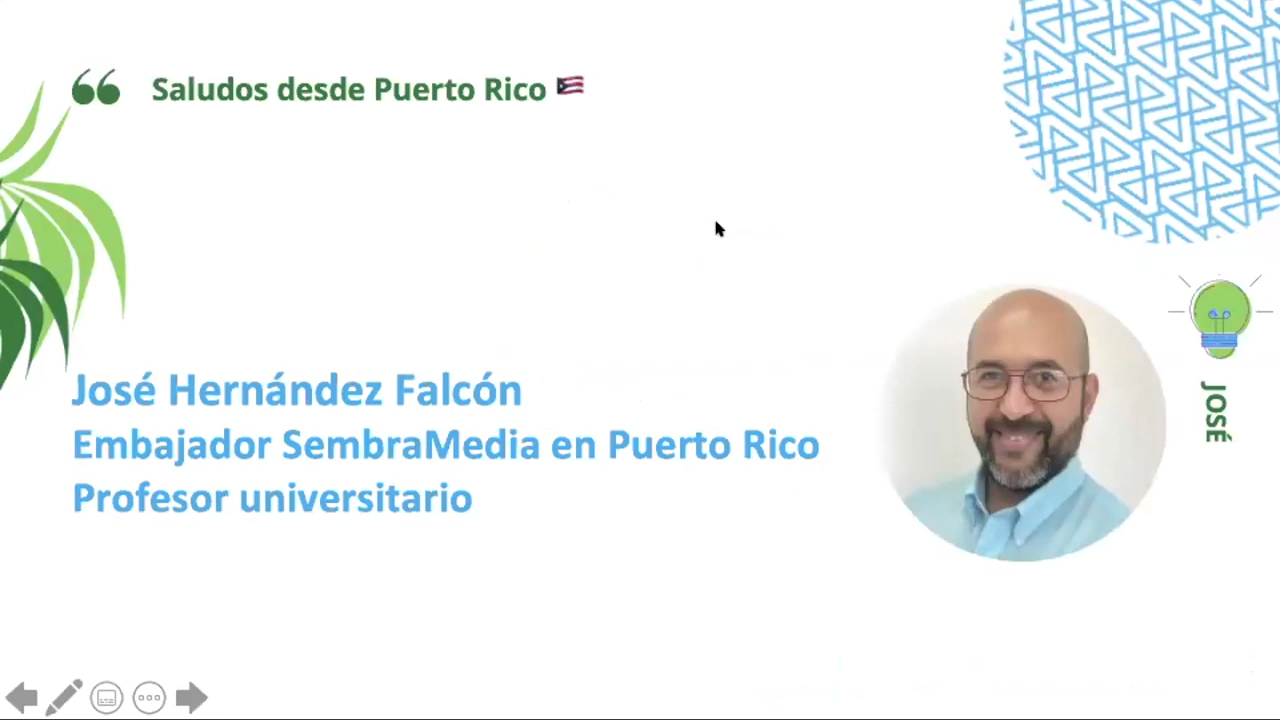 Saludos desde Puerto Rico 🇵🇷
José Hernández Falcón
Embajador SembraMedia en Puerto Rico
Profesor universitario
JOSÉ